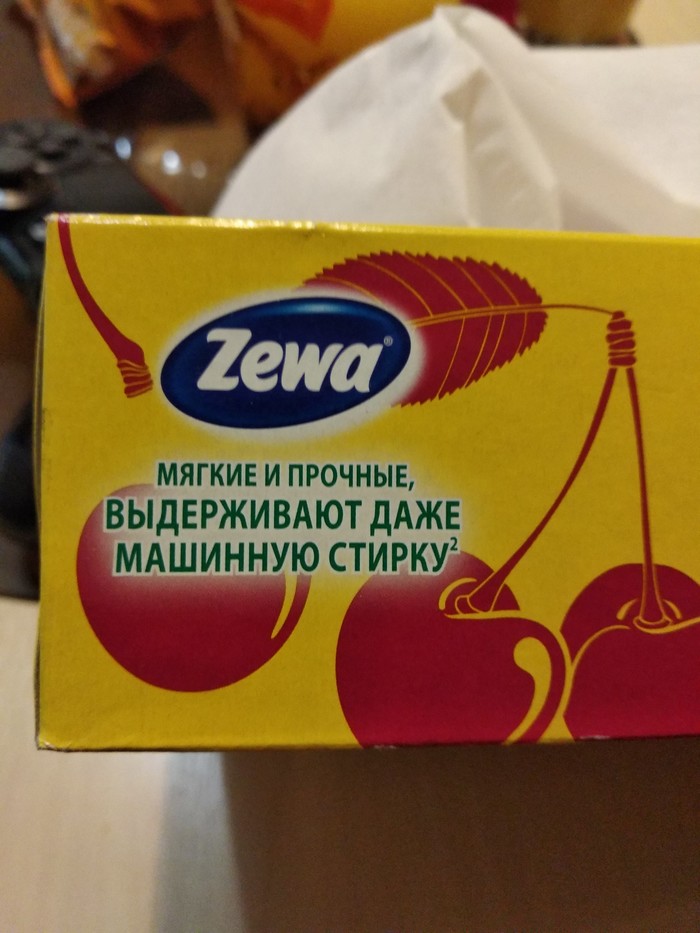 Zewa®
МЯГКИЕ И ПРОЧНЫЕ,
ВЫДЕРЖИВАЮТ ДАЖЕ
МАШИННУЮ СТИРКУ²